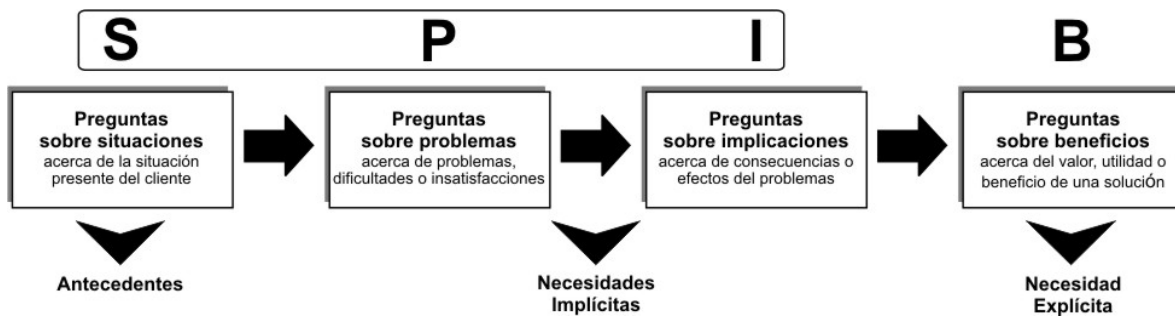 S P I B
Preguntas
sobre situaciones
acerca de la situación
presente del cliente
Preguntas
sobre problemas
acerca de problemas,
dificultades o insatisfacciones
Preguntas
sobre implicaciones
acerca de consecuencias o
efectos del problemas
Preguntas
sobre beneficios
acerca del valor, utilidad o
beneficio de una solución
Antecedentes
Necesidades
Implícitas
Necesidad
Explícita